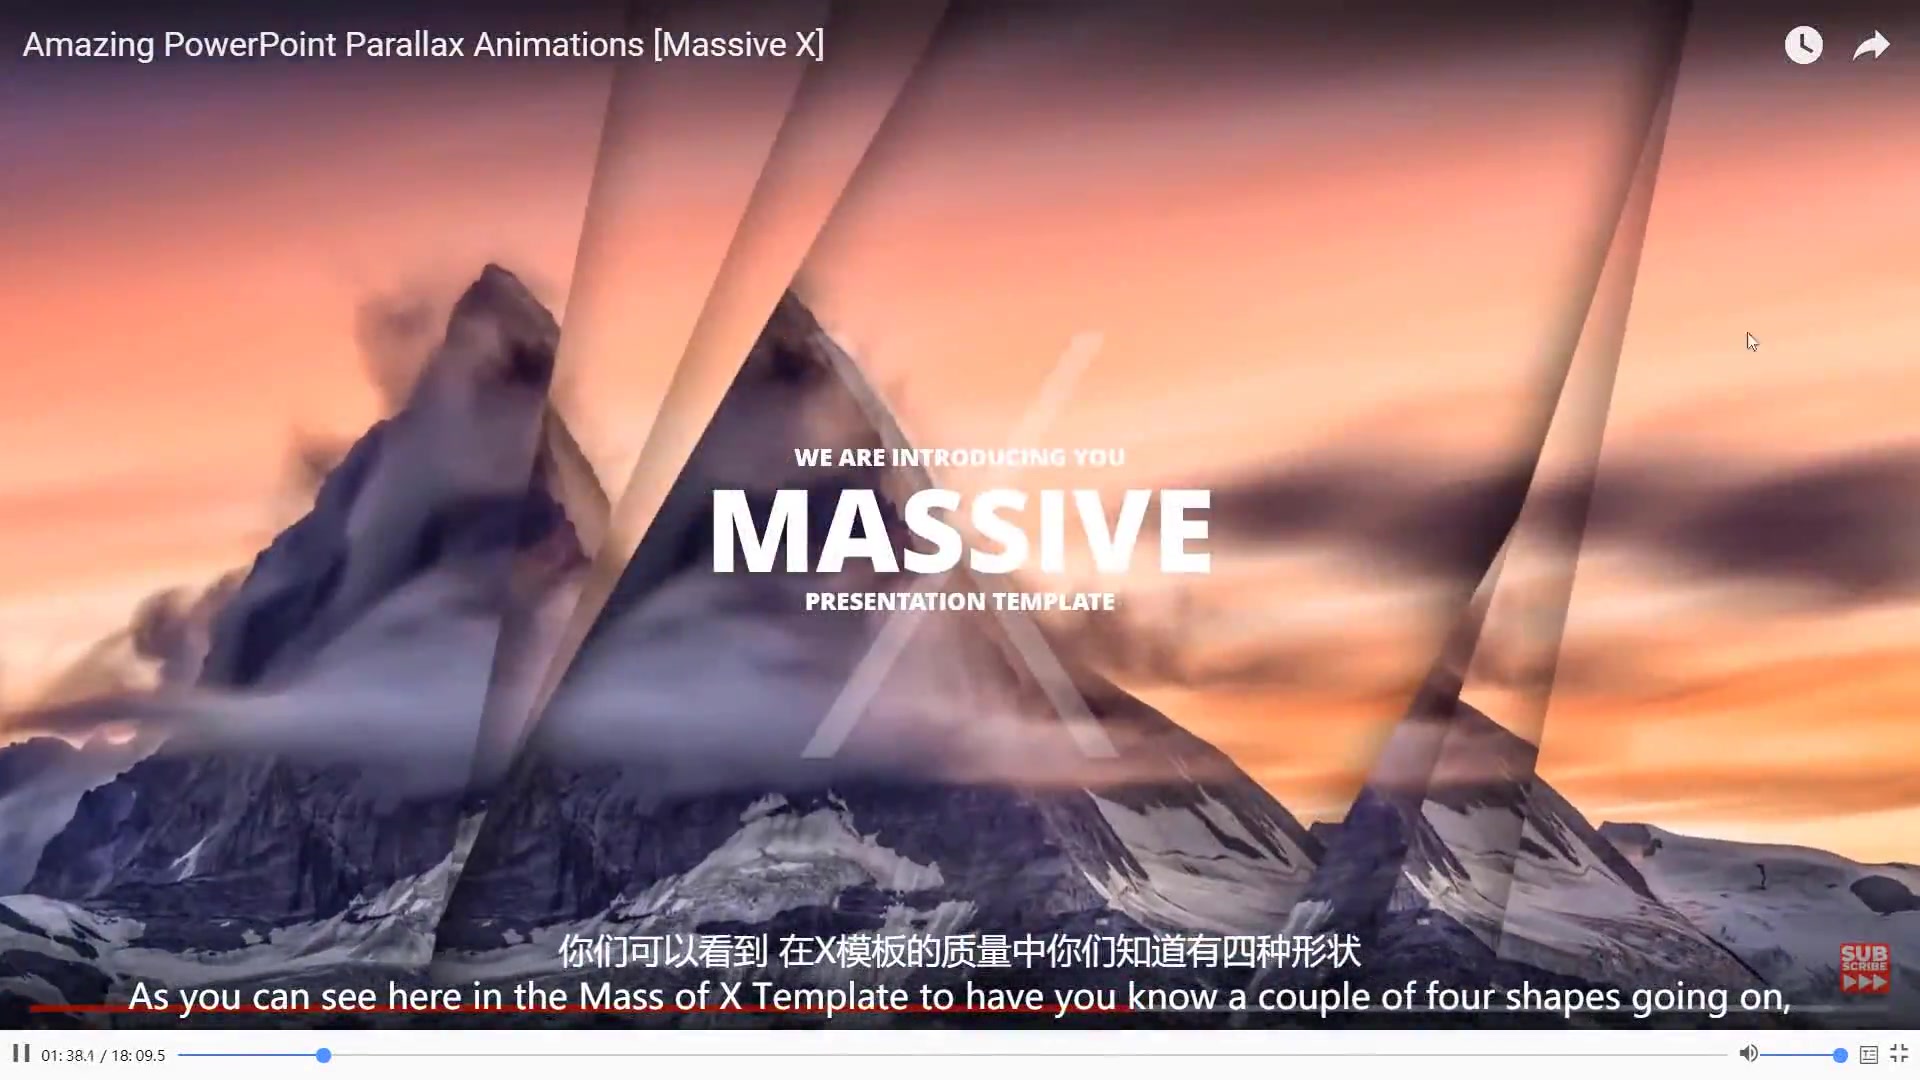 Amazing PowerPoint Parallax Animations [Massive X]
WE ARE INTRODUCING YOU
MASSIVE
X
PRESENTATION TEMPLATE
你们可以看到 在X模板的质量中你们知道有四种形状
As you can see here in the Mass of X Template to have you know a couple of four shapes going on,
SUB
SCRIBE
01: 38.1 / 18: 09.5